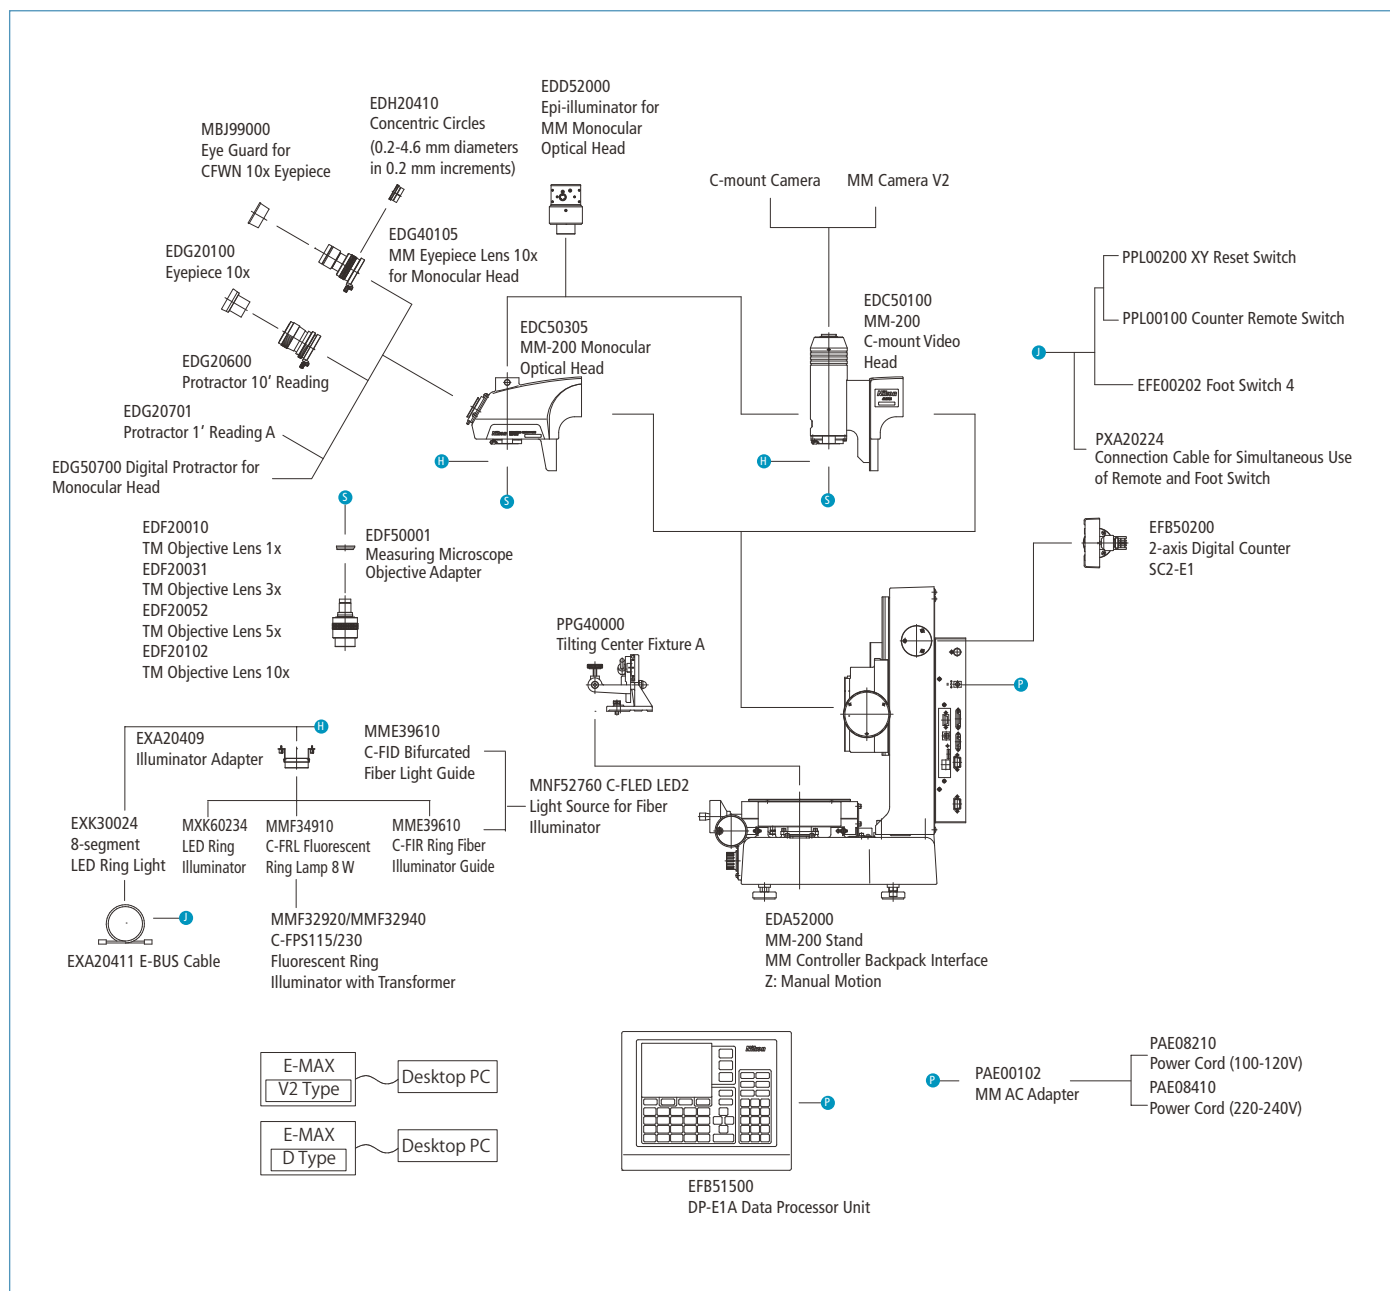 EDD52000
Epi-illuminator for
MM Monocular
Optical Head
EDH20410
Concentric Circles
(0.2-4.6 mm diameters
in 0.2 mm increments)
MBJ99000
Eye Guard for
CFWN 10x Eyepiece
C-mount Camera
MM Camera V2
EDG40105
MM Eyepiece Lens 10x
for Monocular Head
EDG20100
Eyepiece 10x
PPL00200 XY Reset Switch
PPL00100 Counter Remote Switch
J
EFE00202 Foot Switch 4
PXA20224
Connection Cable for Simultaneous Use
of Remote and Foot Switch
EDC50305
MM-200 Monocular
Optical Head
EDC50100
MM-200
C-mount Video
Head
Nikon
EDG20600
Protractor 10’ Reading
EDG20701
Protractor 1’ Reading A
EDG50700 Digital Protractor for
Monocular Head
H
S
H
S
S
EDF20010
TM Objective Lens 1x
EDF20031
TM Objective Lens 3x
EDF20052
TM Objective Lens 5x
EDF20102
TM Objective Lens 10x
EDF50001
Measuring Microscope
Objective Adapter
EFB50200
2-axis Digital Counter
SC2-E1
PPG40000
Tilting Center Fixture A
P
H
EXA20409
Illuminator Adapter
MME39610
C-FID Bifurcated
Fiber Light Guide
MNF52760 C-FLED LED2
Light Source for Fiber
Illuminator
EXK30024
8-segment
LED Ring Light
MXK60234
LED Ring
Illuminator
MMF34910
C-FRL Fluorescent
Ring Lamp 8 W
MME39610
C-FIR Ring Fiber
Illuminator Guide
J
EXA20411 E-BUS Cable
MMF32920/MMF32940
C-FPS115/230
Fluorescent Ring
Illuminator with Transformer
EDA52000
MM-200 Stand
MM Controller Backpack Interface
Z: Manual Motion
E-MAX
V2 Type
Desktop PC
E-MAX
D Type
Desktop PC
Nikon
P
EFB51500
DP-E1A Data Processor Unit
P
PAE00102
MM AC Adapter
PAE08210
Power Cord (100-120V)
PAE08410
Power Cord (220-240V)